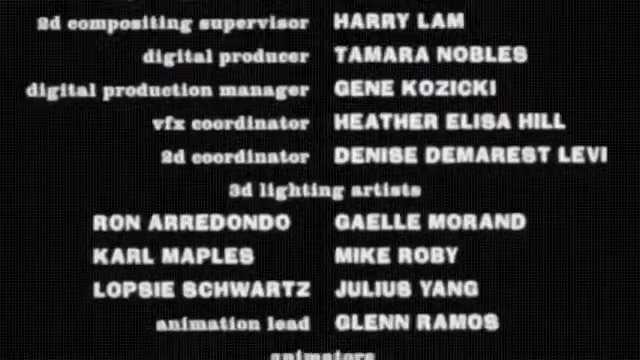 2d compositing supervisor HARRY LAM
digital producer TAMARA NOBLES
digital production manager GENE KOZICKI
vfx coordinator HEATHER ELISA HILL
2d coordinator DENISE DEMAREST LEVI
3d lighting artists
RON ARREDONDO GAELLE MORAND
KARL MAPLES MIKE ROBY
LOPSIE SCHWARTZ JULIUS YANG
animation lead GLENN RAMOS
animators